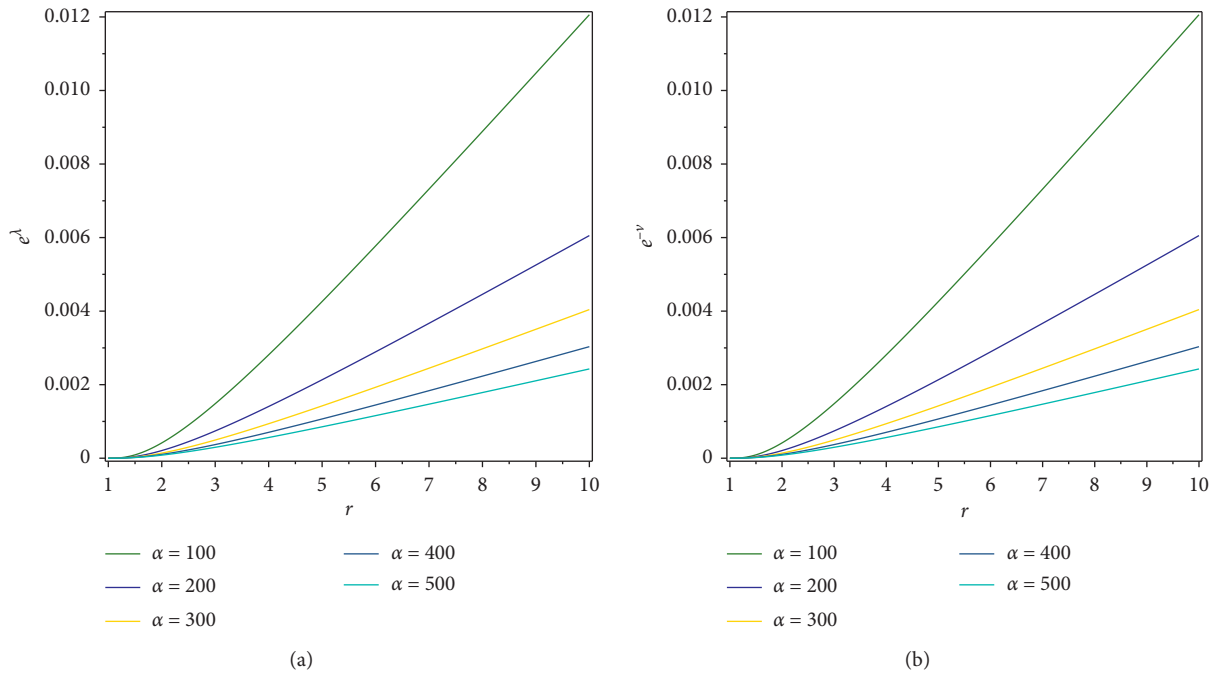 0.012
0.010
0.008
0.006
0.004
0.002
0
e^λ
1 2 3 4 5 6 7 8 9 10
r
α = 100
α = 400
α = 200
α = 500
α = 300
(a)
0.012
0.010
0.008
0.006
0.004
0.002
0
e^−ν
1 2 3 4 5 6 7 8 9 10
r
α = 100
α = 400
α = 200
α = 500
α = 300
(b)